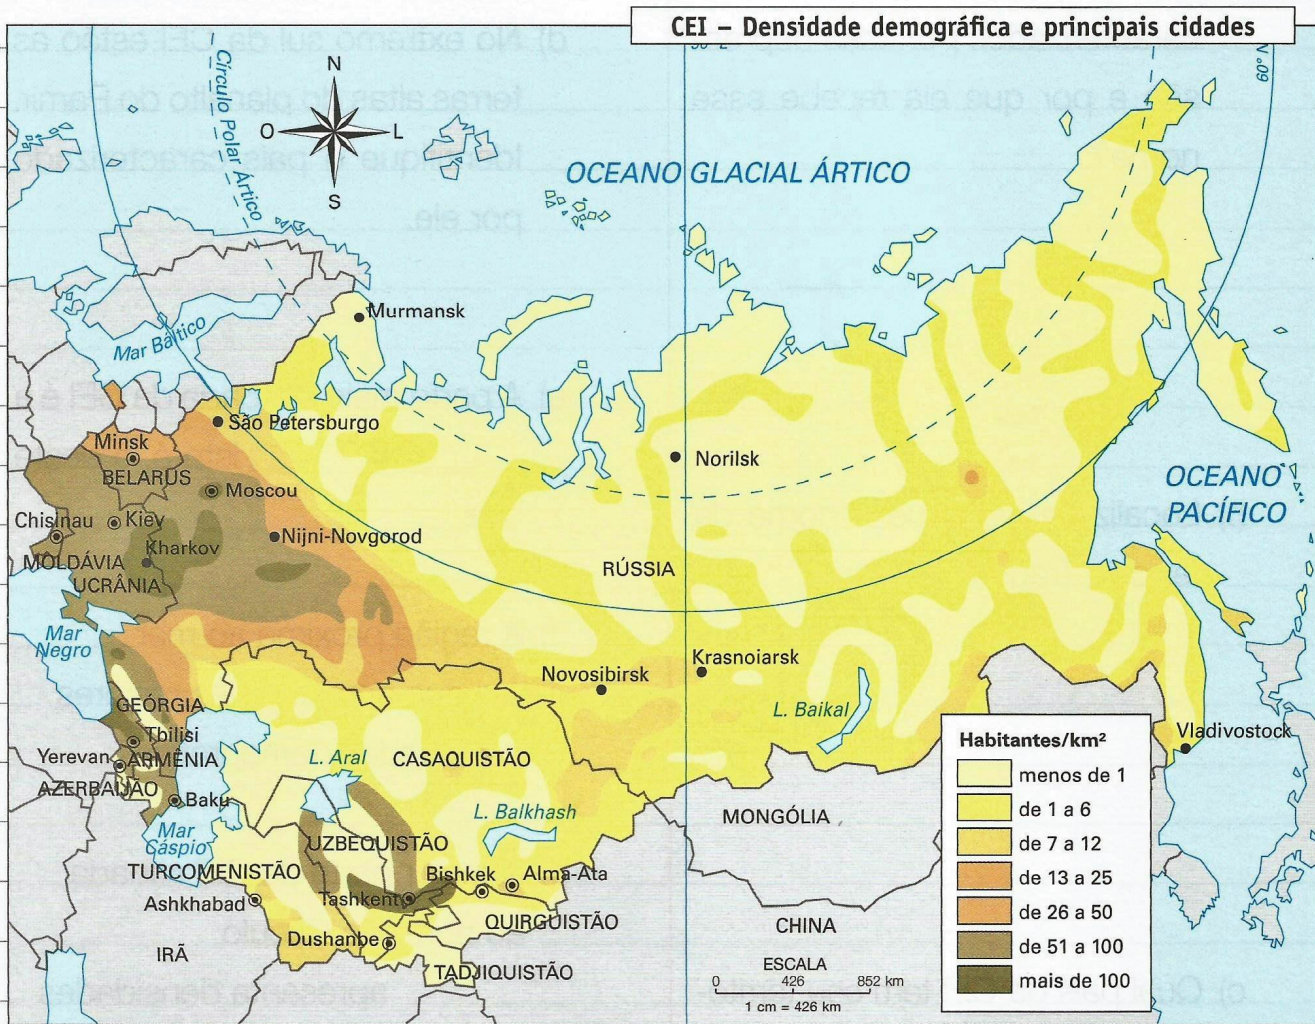 CEI – Densidade demográfica e principais cidades
N
O
L
S
Círculo Polar Ártico
OCEANO GLACIAL ÁRTICO
Murmansk
Mar Báltico
São Petersburgo
Minsk
BELARUS
Moscou
Norilsk
OCEANO
PACÍFICO
Chisinau
Kiev
Nijni-Novgorod
Kharkov
MOLDÁVIA
UCRÂNIA
RÚSSIA
Mar
Negro
Novosibirsk
Krasnoiarsk
L. Baikal
GEÓRGIA
Tbilisi
Vladivostock
Yerevan
ARMÊNIA
L. Aral
CASAQUISTÃO
AZERBAIJÃO
Baku
L. Balkhash
MONGÓLIA
Mar
Cáspio
UZBEQUISTÃO
TURCOMENISTÃO
Bishkek
Alma-Ata
Ashkhabad
Tashkent
QUIRGUISTÃO
CHINA
Dushanbe
IRÃ
TADJIQUISTÃO
Habitantes/km²
menos de 1
de 1 a 6
de 7 a 12
de 13 a 25
de 26 a 50
de 51 a 100
mais de 100
ESCALA
0 426 852 km
1 cm = 426 km